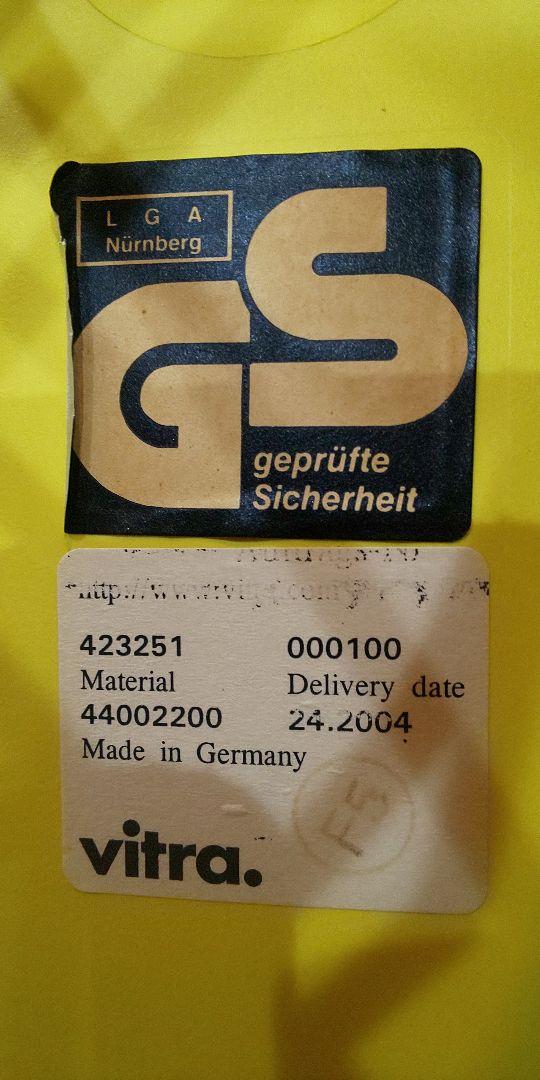 L G A
Nürnberg
GS
geprüfte
Sicherheit
423251 000100
Material Delivery date
44002200 24.2004
Made in Germany
vitra.